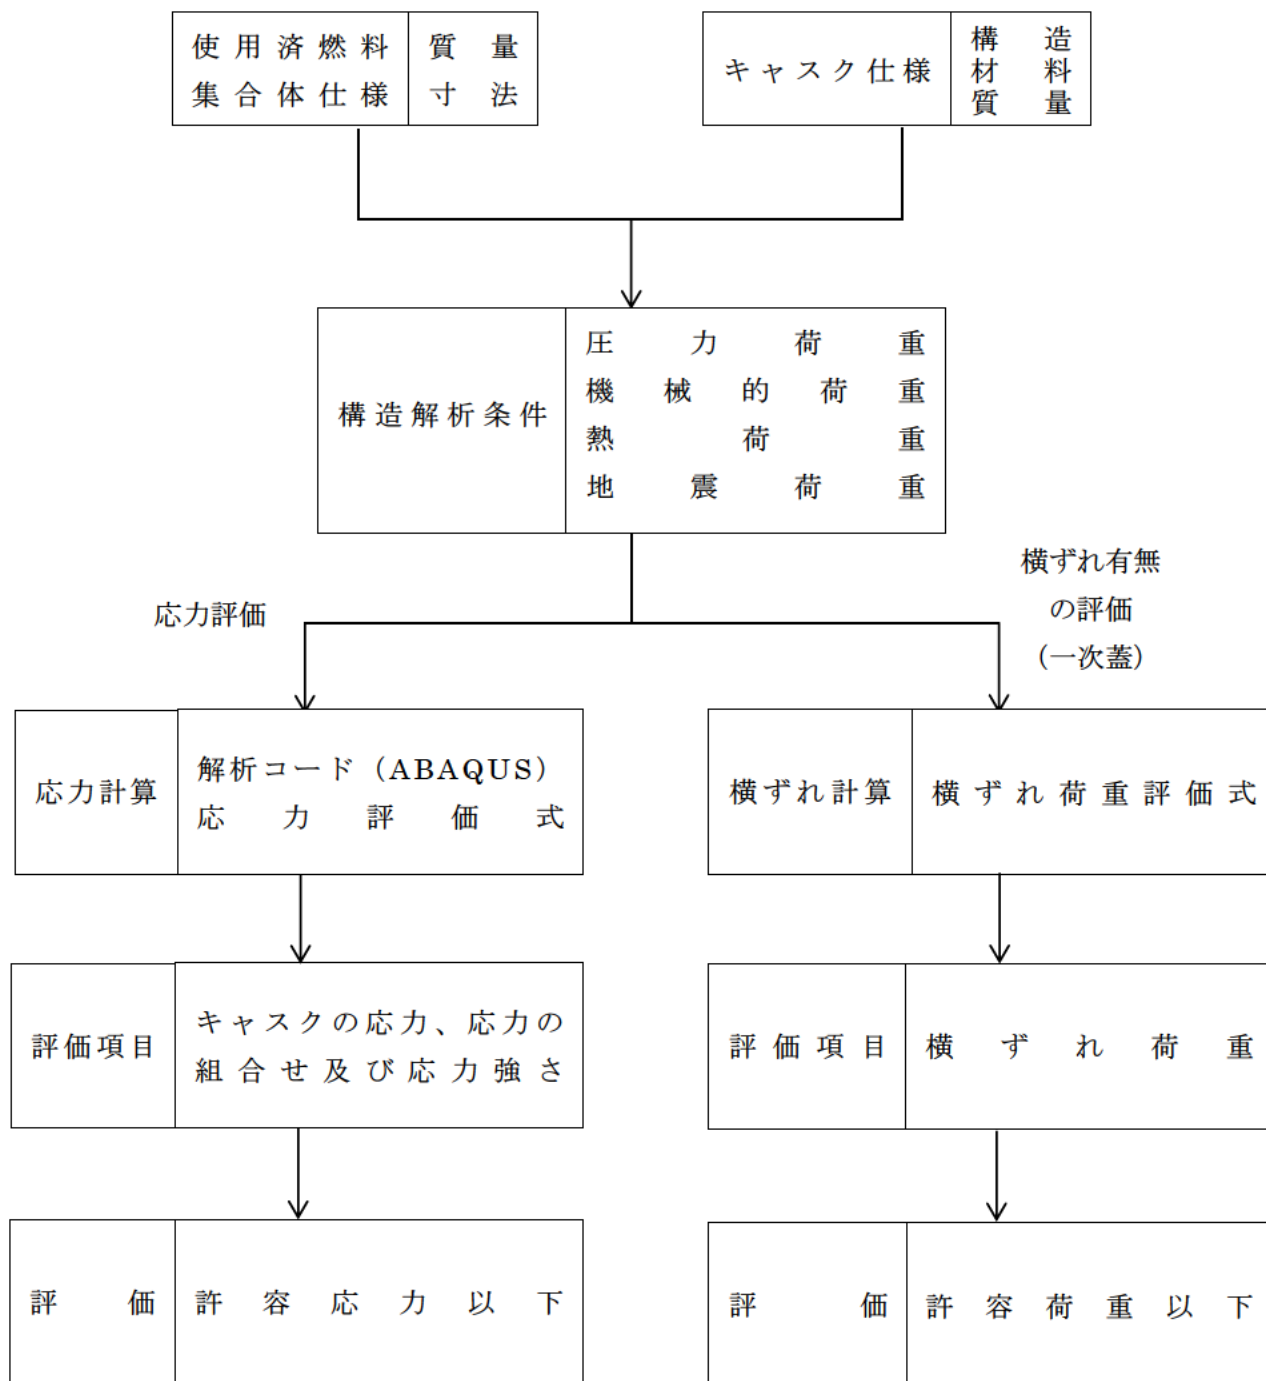 使用済燃料
集合体仕様
質量
寸法
キャスク仕様
構造
材料
質量
構造解析条件
圧力荷重
機械的荷重
熱荷重
地震荷重
応力評価
横ずれ有無
の評価
(一次蓋)
応力計算
解析コード（ABAQUS）
応力評価式
横ずれ計算
横ずれ荷重評価式
評価項目
キャスクの応力、応力の
組合せ及び応力強さ
評価項目
横ずれ荷重
評価
許容応力以下
評価
許容荷重以下